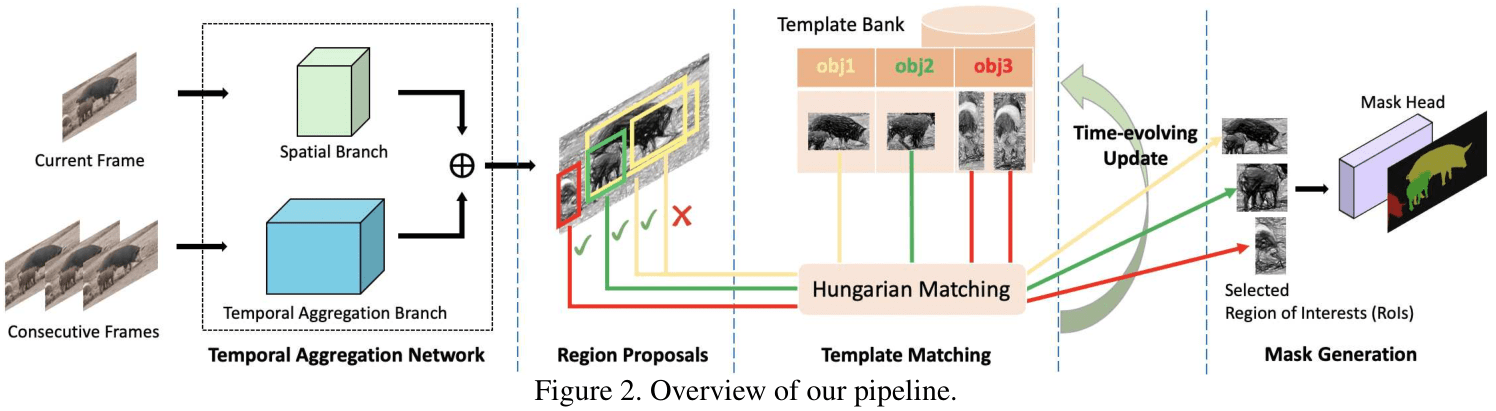 Current Frame
Consecutive Frames
Spatial Branch
Temporal Aggregation Branch
Temporal Aggregation Network
Region Proposals
Template Bank
obj1
obj2
obj3
Hungarian Matching
Template Matching
Time-evolving
Update
Selected
Region of Interests (RoIs)
Mask Head
Mask Generation
Figure 2. Overview of our pipeline.